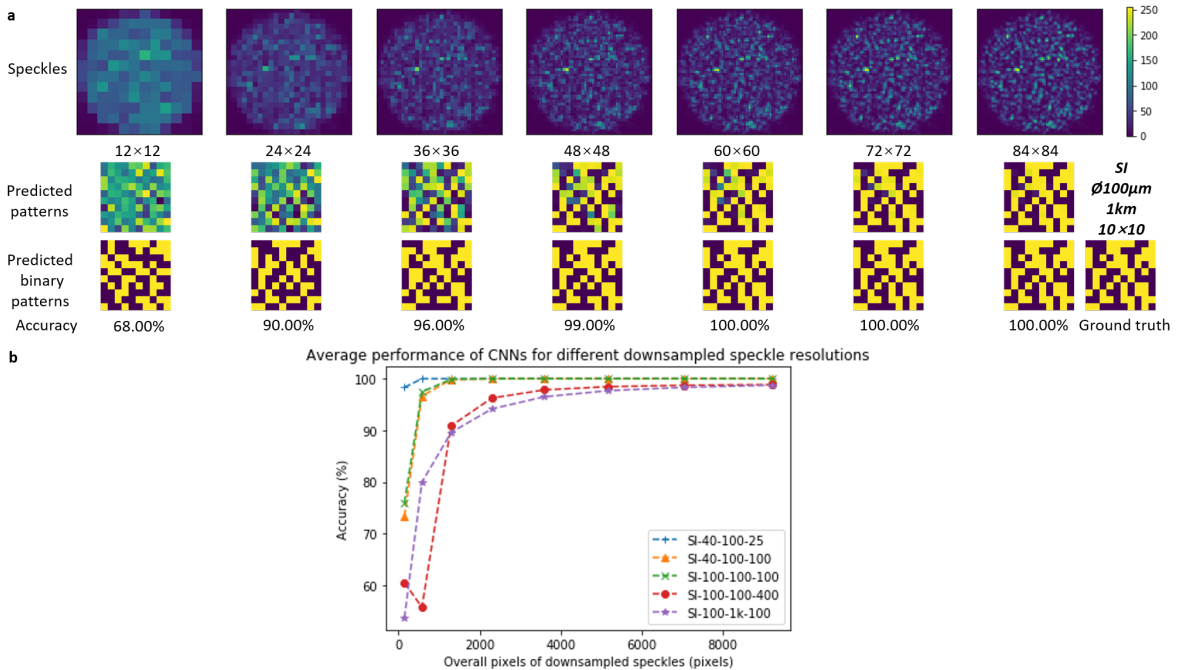 a
Speckles
250
200
150
100
50
0
12×12 24×24 36×36 48×48 60×60 72×72 84×84
Predicted
patterns
SI
Ø100µm
1km
10×10
Predicted
binary
patterns
Accuracy 68.00% 90.00% 96.00% 99.00% 100.00% 100.00% 100.00% Ground truth
b
Average performance of CNNs for different downsampled speckle resolutions
Accuracy (%)
100
90
80
70
60
SI-40-100-25
SI-40-100-100
SI-100-100-100
SI-100-100-400
SI-100-1k-100
0 2000 4000 6000 8000
Overall pixels of downsampled speckles (pixels)